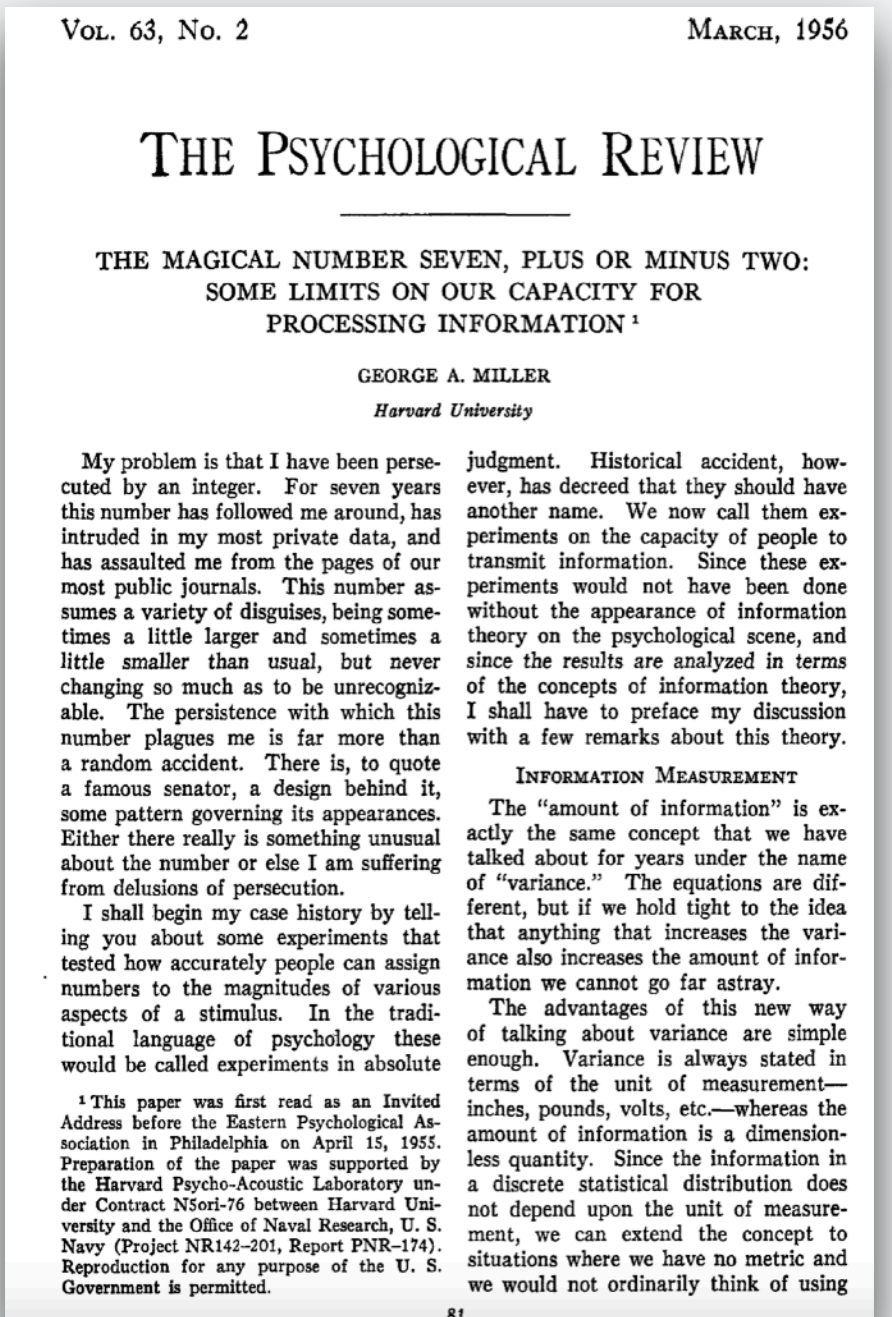 VOL. 63, No. 2
MARCH, 1956
THE PSYCHOLOGICAL REVIEW
THE MAGICAL NUMBER SEVEN, PLUS OR MINUS TWO:
SOME LIMITS ON OUR CAPACITY FOR
PROCESSING INFORMATION ¹
GEORGE A. MILLER
Harvard University
My problem is that I have been perse-
cuted by an integer. For seven years
this number has followed me around, has
intruded in my most private data, and
has assaulted me from the pages of our
most public journals. This number as-
sumes a variety of disguises, being some-
times a little larger and sometimes a
little smaller than usual, but never
changing so much as to be unrecogniz-
able. The persistence with which this
number plagues me is far more than
a random accident. There is, to quote
a famous senator, a design behind it,
some pattern governing its appearances.
Either there really is something unusual
about the number or else I am suffering
from delusions of persecution.
I shall begin my case history by tell-
ing you about some experiments that
tested how accurately people can assign
numbers to the magnitudes of various
aspects of a stimulus. In the tradi-
tional language of psychology these
would be called experiments in absolute
¹ This paper was first read as an Invited
Address before the Eastern Psychological As-
sociation in Philadelphia on April 15, 1955.
Preparation of the paper was supported by
the Harvard Psycho-Acoustic Laboratory un-
der Contract N5ori-76 between Harvard Uni-
versity and the Office of Naval Research, U. S.
Navy (Project NR142–201, Report PNR–174).
Reproduction for any purpose of the U. S.
Government is permitted.
judgment. Historical accident, how-
ever, has decreed that they should have
another name. We now call them ex-
periments on the capacity of people to
transmit information. Since these ex-
periments would not have been done
without the appearance of information
theory on the psychological scene, and
since the results are analyzed in terms
of the concepts of information theory,
I shall have to preface my discussion
with a few remarks about this theory.
INFORMATION MEASUREMENT
The “amount of information” is ex-
actly the same concept that we have
talked about for years under the name
of “variance.” The equations are dif-
ferent, but if we hold tight to the idea
that anything that increases the vari-
ance also increases the amount of infor-
mation we cannot go far astray.
The advantages of this new way
of talking about variance are simple
enough. Variance is always stated in
terms of the unit of measurement—
inches, pounds, volts, etc.—whereas the
amount of information is a dimension-
less quantity. Since the information in
a discrete statistical distribution does
not depend upon the unit of measure-
ment, we can extend the concept to
situations where we have no metric and
we would not ordinarily think of using
81